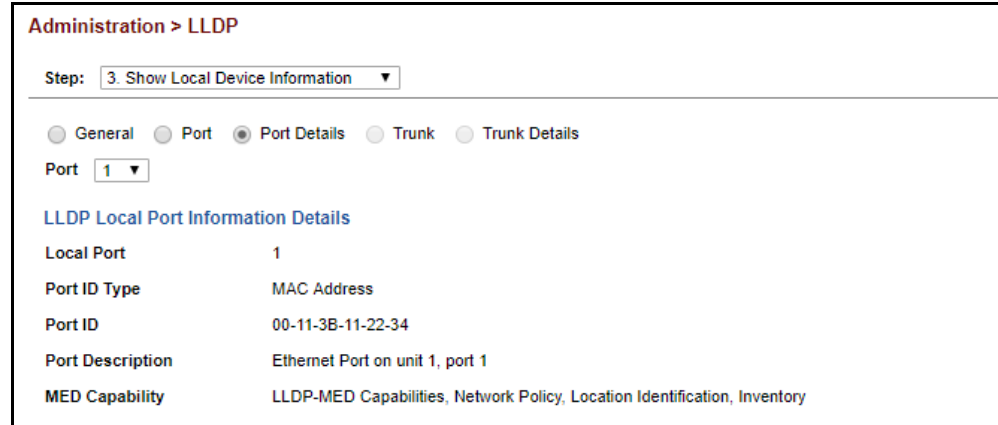 Administration > LLDP
Step: 3. Show Local Device Information
General Port Port Details Trunk Trunk Details
Port 1
LLDP Local Port Information Details
Local Port 1
Port ID Type MAC Address
Port ID 00-11-3B-11-22-34
Port Description Ethernet Port on unit 1, port 1
MED Capability LLDP-MED Capabilities, Network Policy, Location Identification, Inventory